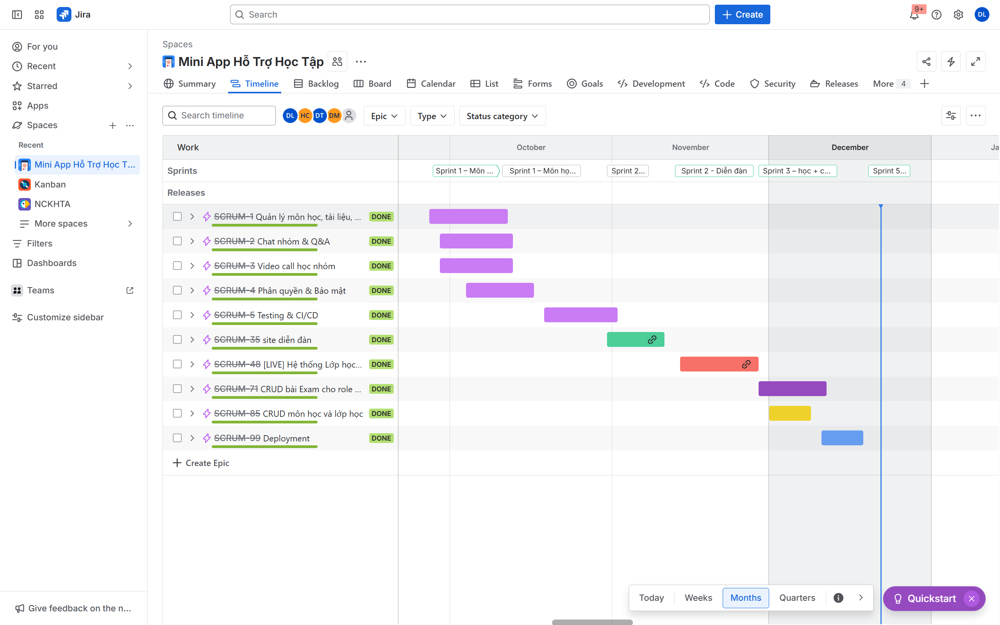 Jira
Search
Create
9+
DL
For you
Recent
Starred
Apps
Spaces
Recent
Mini App Hỗ Trợ Học T...
Kanban
NCKHTA
More spaces
Filters
Dashboards
Teams
Customize sidebar
Give feedback on the n...
Spaces
Mini App Hỗ Trợ Học Tập
Summary
Timeline
Backlog
Board
Calendar
List
Forms
Goals
Development
Code
Security
Releases
More 4
Search timeline
DL HC DT DM
Epic
Type
Status category
Work
October
November
December
Ja
Sprints
Sprint 1 – Môn ...
Sprint 1 – Môn họ...
Sprint 2...
Sprint 2 - Diễn đàn
Sprint 3 – học + c...
Sprint 5...
Releases
SCRUM-1 Quản lý môn học, tài liệu, ... DONE
SCRUM-2 Chat nhóm & Q&A DONE
SCRUM-3 Video call học nhóm DONE
SCRUM-4 Phân quyền & Bảo mật DONE
SCRUM-5 Testing & CI/CD DONE
SCRUM-35 site diễn đàn DONE
SCRUM-48 [LIVE] Hệ thống Lớp học... DONE
SCRUM-71 CRUD bài Exam cho role ... DONE
SCRUM-85 CRUD môn học và lớp học DONE
SCRUM-99 Deployment DONE
Create Epic
Today
Weeks
Months
Quarters
Quickstart